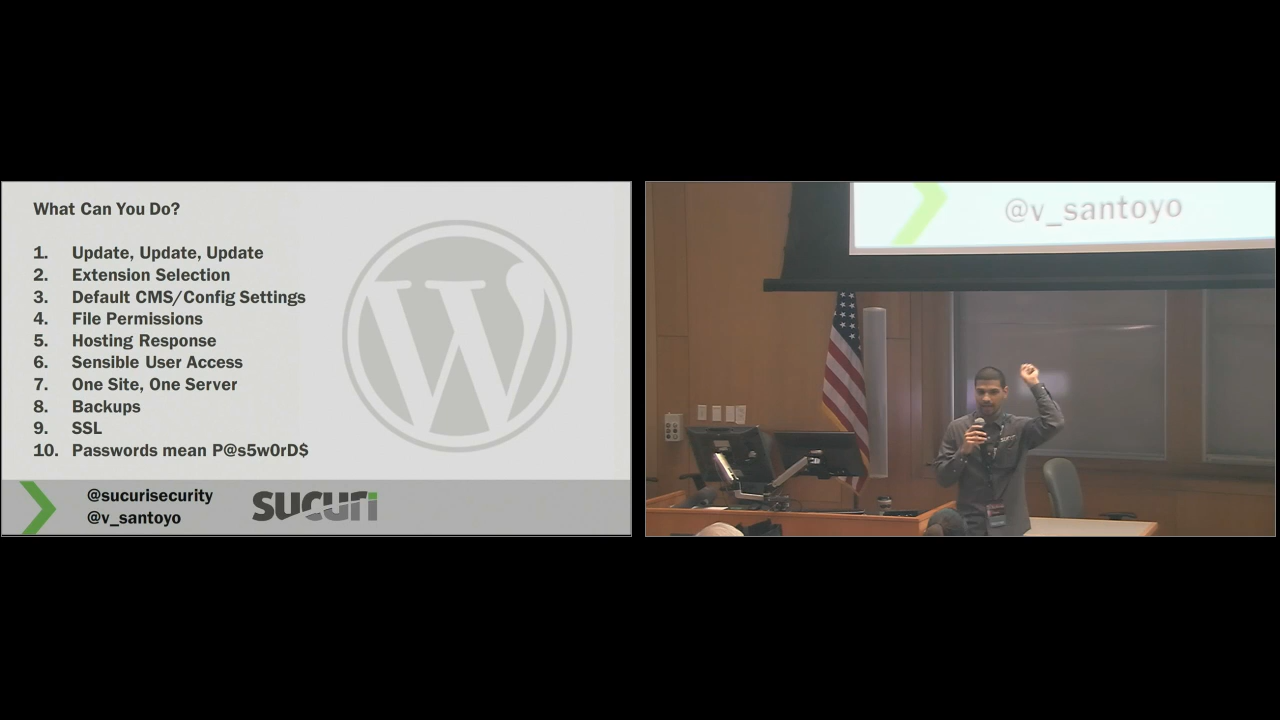 What Can You Do?
1. Update, Update, Update
2. Extension Selection
3. Default CMS/Config Settings
4. File Permissions
5. Hosting Response
6. Sensible User Access
7. One Site, One Server
8. Backups
9. SSL
10. Passwords mean P@s5w0rD$
@sucurisecurity
@v_santoyo
sucuri
@v_santoyo